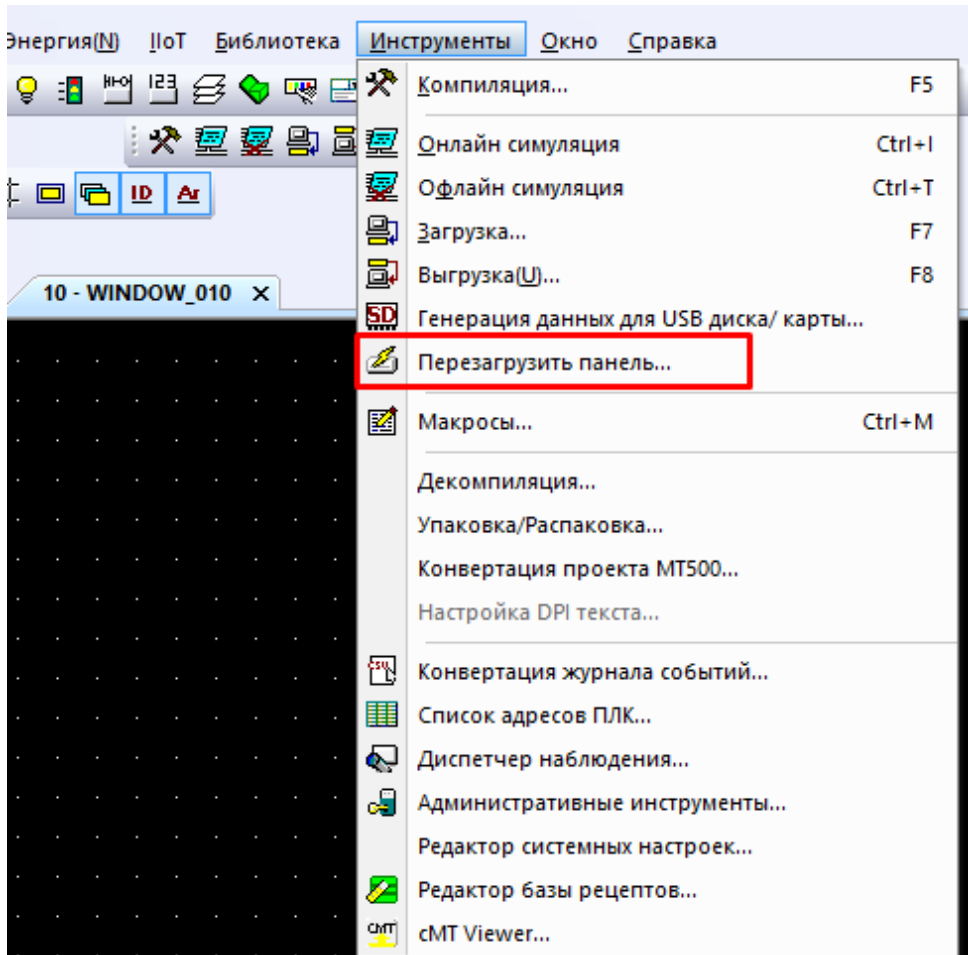 Энергия(N) IIoT Библиотека Инструменты Окно Справка
Компиляция... F5
Онлайн симуляция Ctrl+I
Офлайн симуляция Ctrl+T
Загрузка... F7
Выгрузка(U)... F8
SD Генерация данных для USB диска/ карты...
ID Ar
10 - WINDOW_010 X
Перезагрузить панель...
Макросы... Ctrl+M
Декомпиляция...
Упаковка/Распаковка...
Конвертация проекта MT500...
Настройка DPI текста...
Конвертация журнала событий...
Список адресов ПЛК...
Диспетчер наблюдения...
Административные инструменты...
Редактор системных настроек...
Редактор базы рецептов...
cMT Viewer...